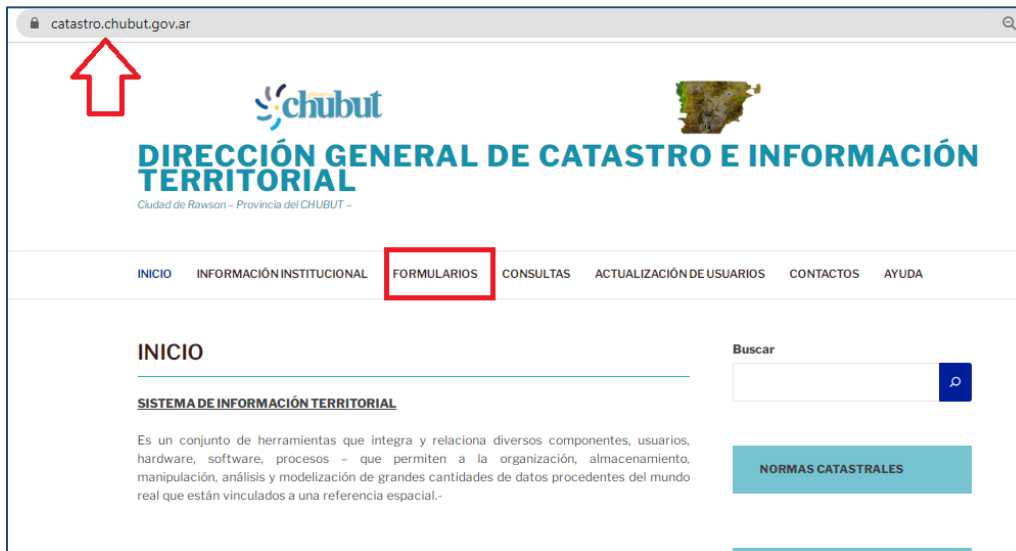 catastro.chubut.gov.ar
chubut
DIRECCIÓN GENERAL DE CATASTRO E INFORMACIÓN
TERRITORIAL
Ciudad de Rawson – Provincia del CHUBUT –
INICIO INFORMACIÓN INSTITUCIONAL FORMULARIOS CONSULTAS ACTUALIZACIÓN DE USUARIOS CONTACTOS AYUDA
INICIO
SISTEMA DE INFORMACIÓN TERRITORIAL
Es un conjunto de herramientas que integra y relaciona diversos componentes, usuarios,
hardware, software, procesos – que permiten a la organización, almacenamiento,
manipulación, análisis y modelización de grandes cantidades de datos procedentes del mundo
real que están vinculados a una referencia espacial.-
Buscar
NORMAS CATASTRALES